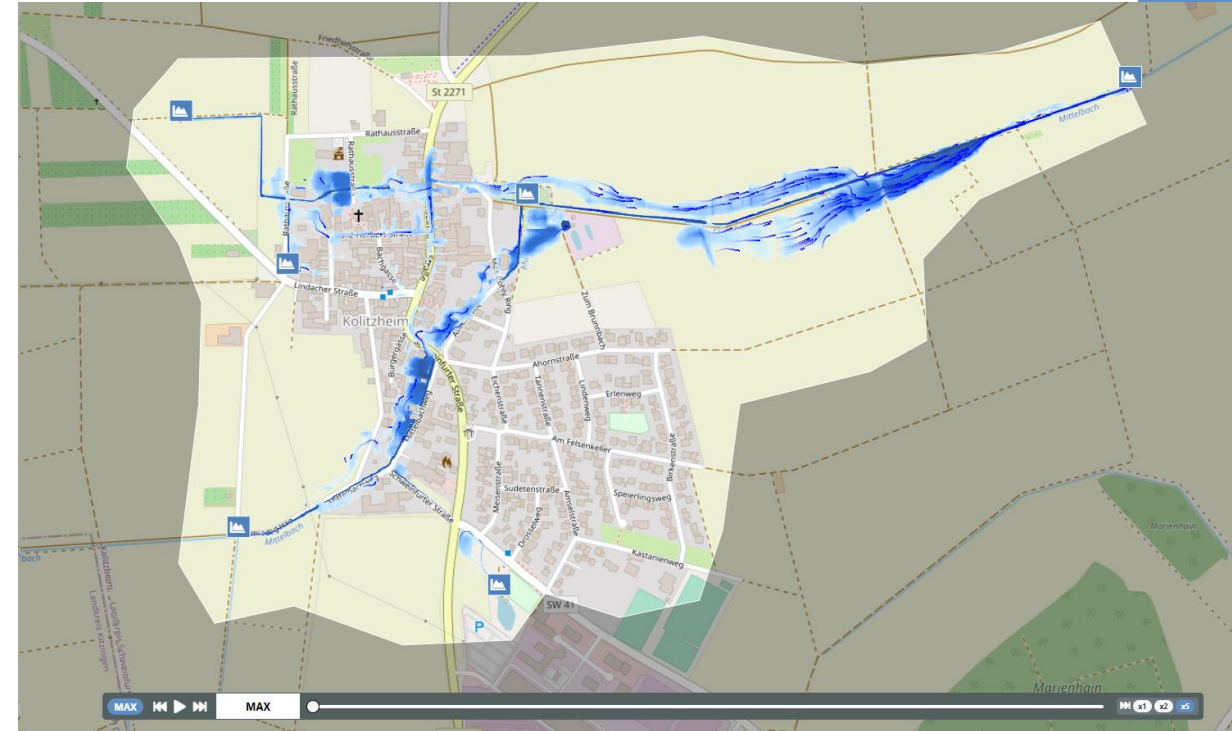 Friedhofstraße
St 2271
Rathausstraße
Rathausstraße
Mittelbach
Bachgasse
Lindacher Straße
Kolitzheim
Zum Brunnbach
Bürgergasse
Ahornstraße
Eichenstraße
Tannenstraße
Lindenweg
Erlenweg
Mittelbachweg
Am Felsenkeller
Birkenstraße
Meisenstraße
Schweinfurter Straße
Sudetenstraße
Amselstraße
Speierlingsweg
Drosselweg
Mittelbach
Kastanienweg
Marienhain
SW 41
P
Marienhain
MAX
MAX
x1
x2
x5